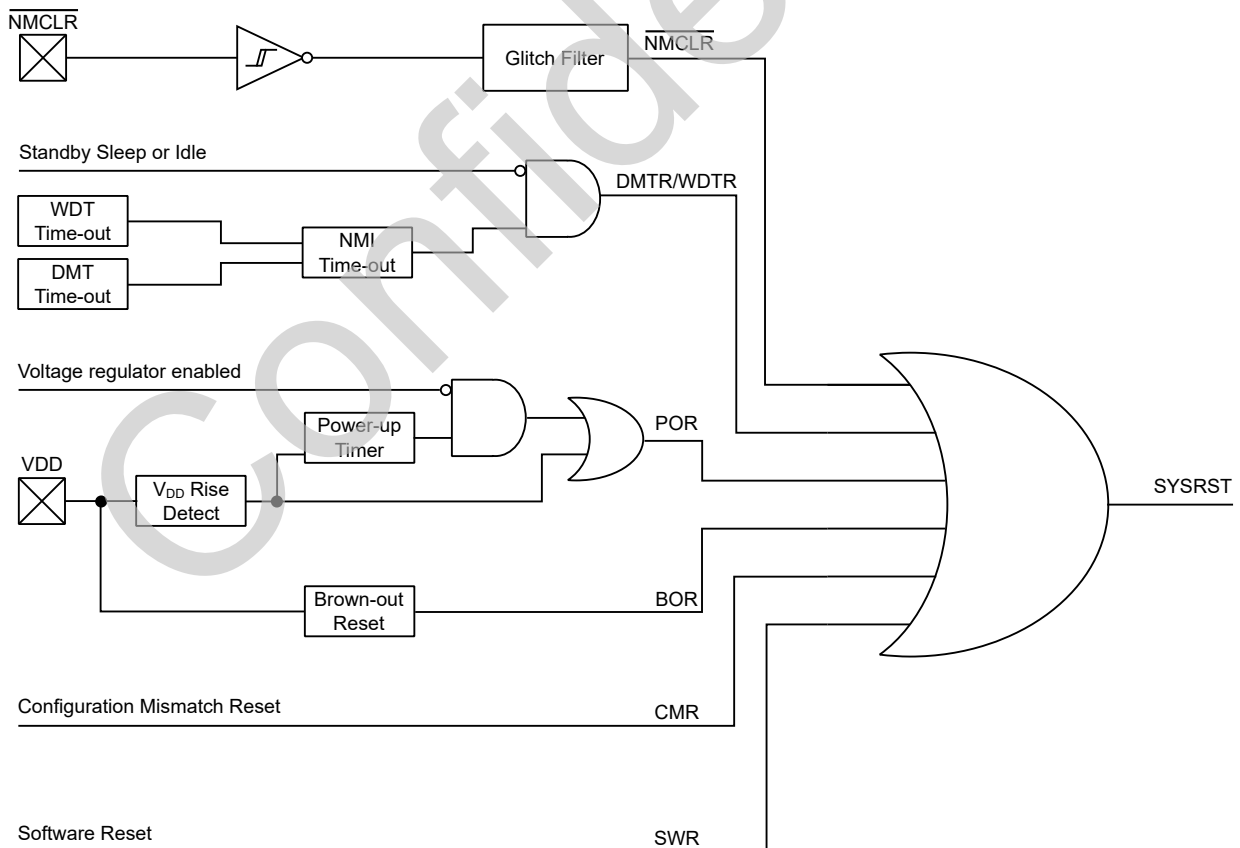 NMCLR
Glitch Filter
NMCLR
Standby Sleep or Idle
DMTR/WDTR
WDT
Time-out
NMI
Time-out
DMT
Time-out
Voltage regulator enabled
Power-up
Timer
POR
VDD
VDD Rise
Detect
SYSRST
Brown-out
Reset
BOR
Configuration Mismatch Reset
CMR
Software Reset
SWR
Confide